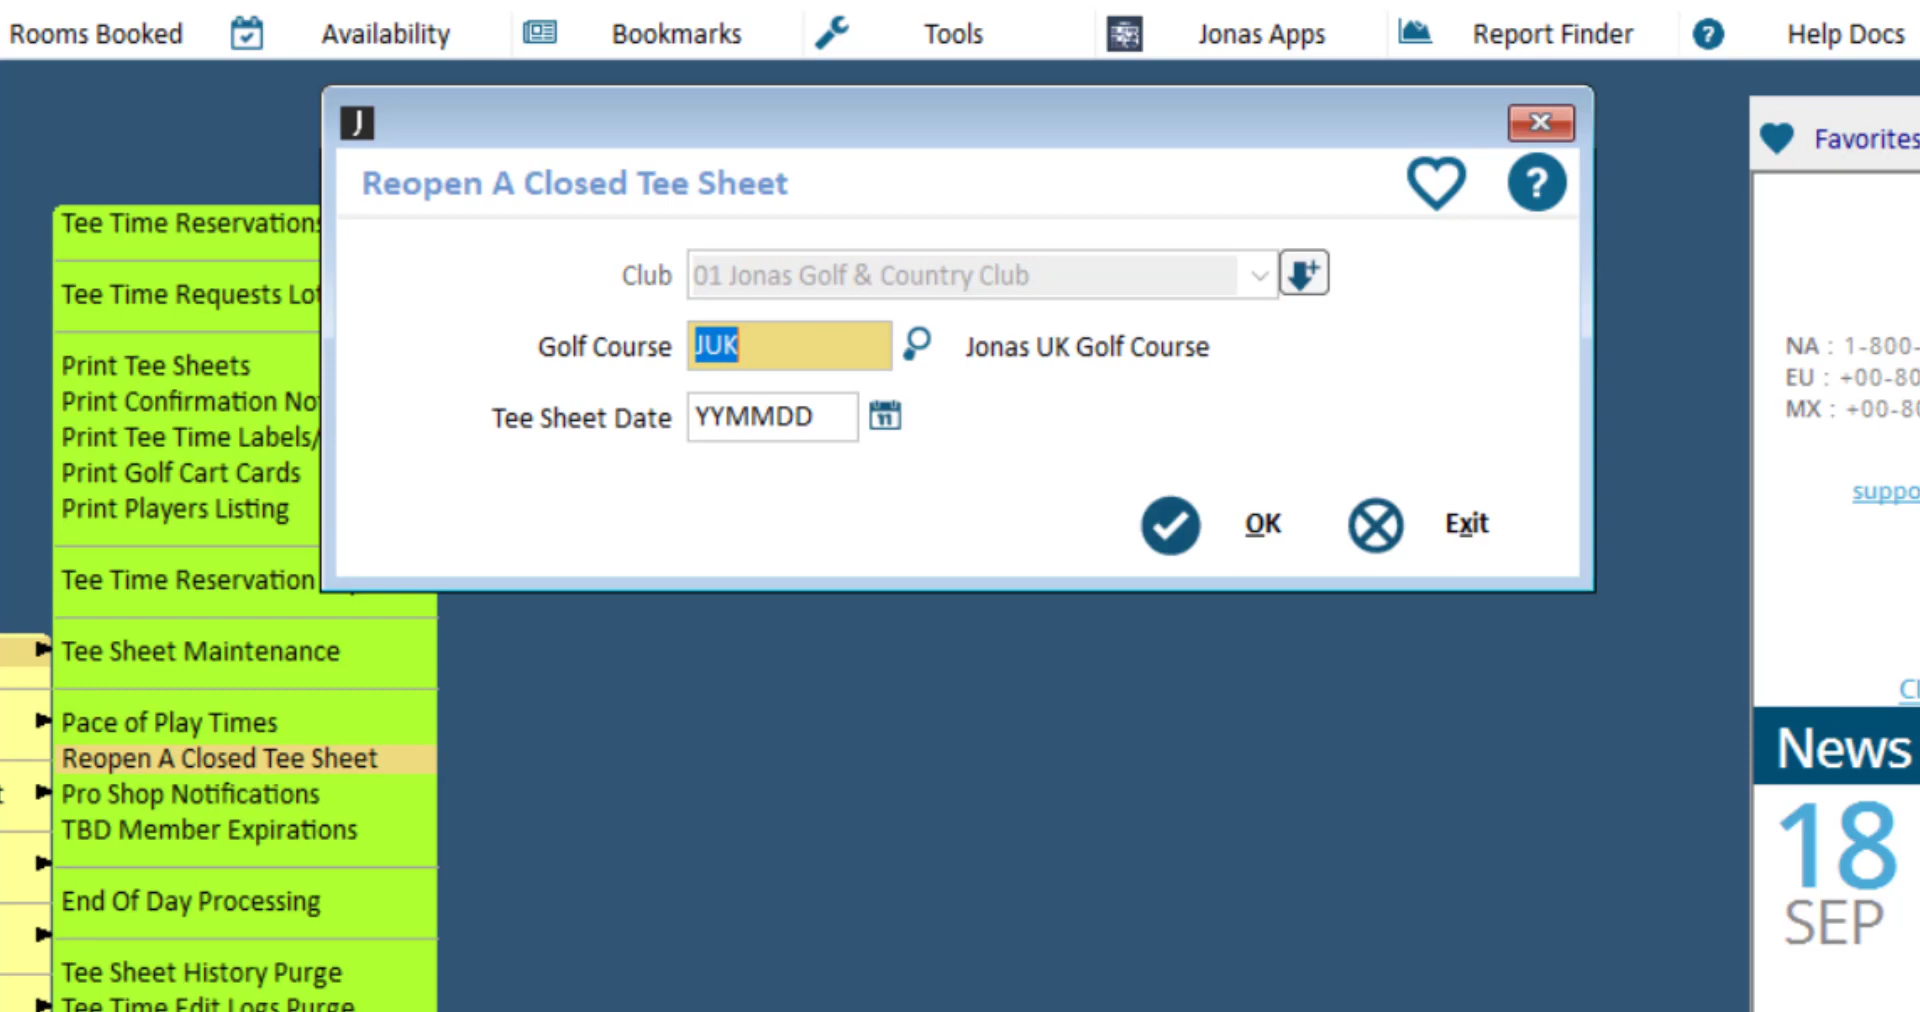 Rooms Booked
Availability
Bookmarks
Tools
Jonas Apps
Report Finder
? Help Docs
J
Reopen A Closed Tee Sheet
?
Club 01 Jonas Golf & Country Club
Golf Course JUK Jonas UK Golf Course
Tee Sheet Date YYMMDD 11
OK Exit
Tee Time Reservations
Tee Time Requests Lot
Print Tee Sheets
Print Confirmation No
Print Tee Time Labels/
Print Golf Cart Cards
Print Players Listing
Tee Time Reservation
Tee Sheet Maintenance
Pace of Play Times
Reopen A Closed Tee Sheet
Pro Shop Notifications
TBD Member Expirations
End Of Day Processing
Tee Sheet History Purge
Tee Time Edit Logs Purge
Favorites
NA : 1-800-
EU : +00-80
MX : +00-80
suppo
News
18
SEP